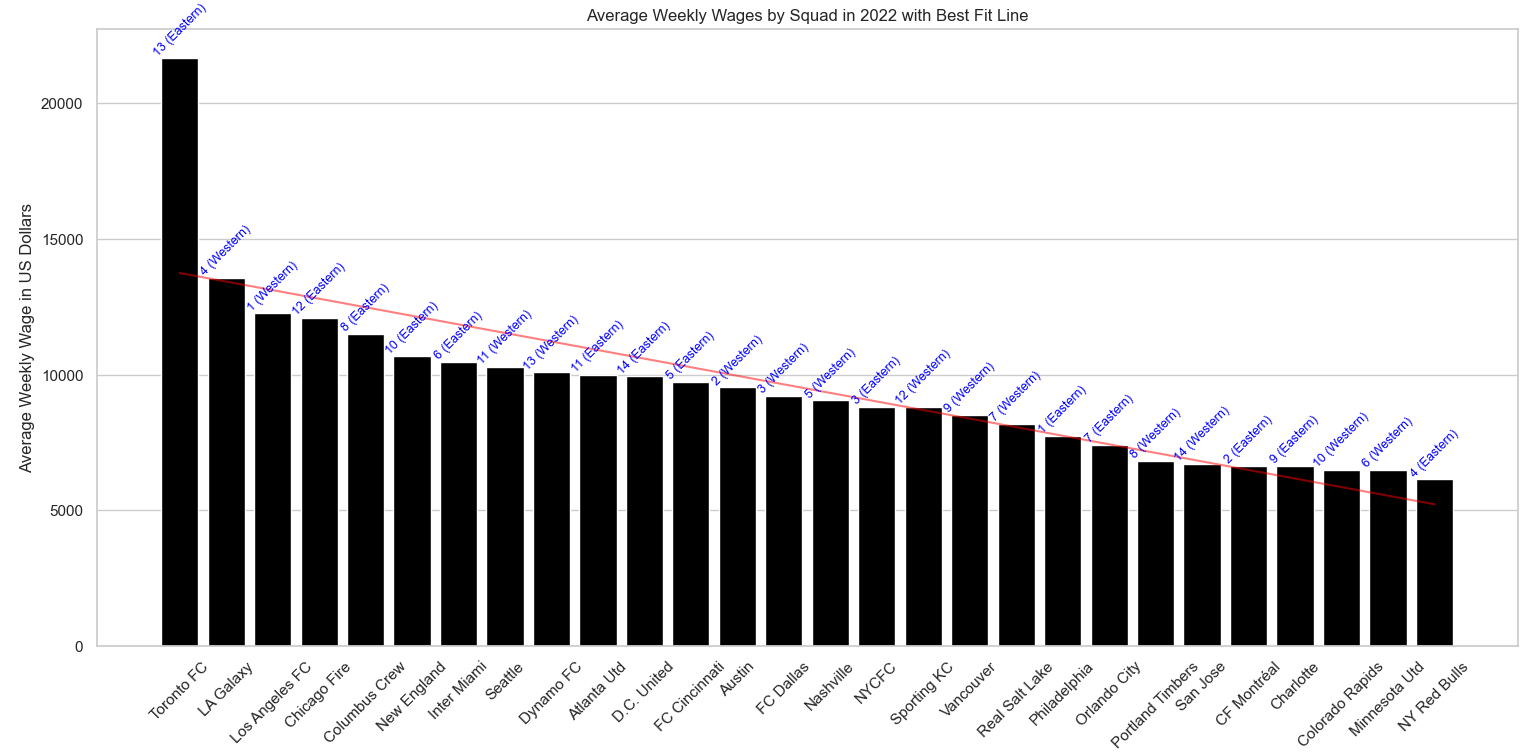 Average Weekly Wages by Squad in 2022 with Best Fit Line
Average Weekly Wage in US Dollars
20000
15000
10000
5000
0
13 (Eastern)
4 (Western)
1 (Western)
12 (Eastern)
8 (Eastern)
10 (Eastern)
6 (Eastern)
11 (Western)
13 (Western)
11 (Eastern)
14 (Eastern)
5 (Eastern)
2 (Western)
3 (Western)
5 (Western)
3 (Eastern)
12 (Western)
9 (Western)
7 (Western)
1 (Eastern)
7 (Eastern)
8 (Western)
14 (Western)
2 (Eastern)
9 (Eastern)
10 (Western)
6 (Western)
4 (Eastern)
Toronto FC
LA Galaxy
Los Angeles FC
Chicago Fire
Columbus Crew
New England
Inter Miami
Seattle
Dynamo FC
Atlanta Utd
D.C. United
FC Cincinnati
Austin
FC Dallas
Nashville
NYCFC
Sporting KC
Vancouver
Real Salt Lake
Philadelphia
Orlando City
Portland Timbers
San Jose
CF Montréal
Charlotte
Colorado Rapids
Minnesota Utd
NY Red Bulls